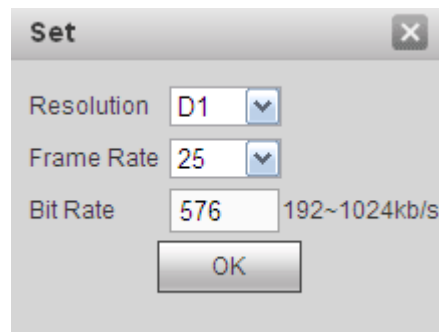 Set
Resolution D1
Frame Rate 25
Bit Rate 576 192~1024kb/s
OK